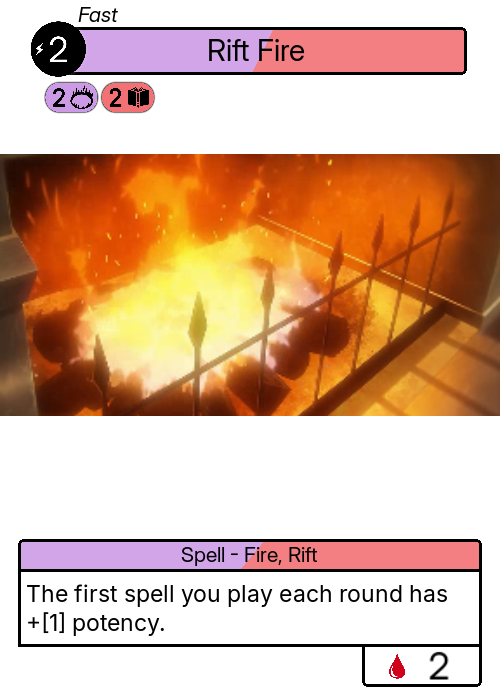 Fast
2 Rift Fire
2 2
Spell - Fire, Rift
The first spell you play each round has
+[1] potency.
2